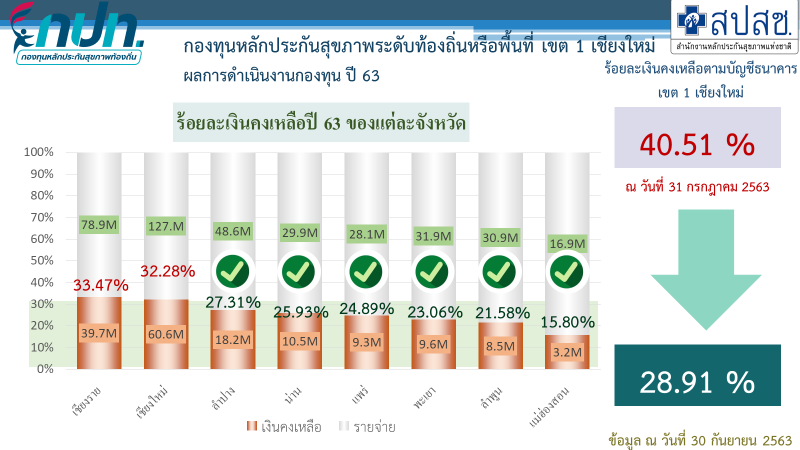 กปท.
กองทุนหลักประกันสุขภาพท้องถิ่น
กองทุนหลักประกันสุขภาพระดับท้องถิ่นหรือพื้นที่ เขต 1 เชียงใหม่
ผลการดำเนินงานกองทุน ปี 63
สปสช.
สำนักงานหลักประกันสุขภาพแห่งชาติ
ร้อยละเงินคงเหลือตามบัญชีธนาคาร
เขต 1 เชียงใหม่
40.51 %
ณ วันที่ 31 กรกฎาคม 2563
28.91 %
ข้อมูล ณ วันที่ 30 กันยายน 2563
ร้อยละเงินคงเหลือปี 63 ของแต่ละจังหวัด
100%
90%
80%
70%
60%
50%
40%
30%
20%
10%
0%
78.9M 127.M 48.6M 29.9M 28.1M 31.9M 30.9M 16.9M
33.47% 32.28% 27.31% 25.93% 24.89% 23.06% 21.58% 15.80%
39.7M 60.6M 18.2M 10.5M 9.3M 9.6M 8.5M 3.2M
เชียงราย เชียงใหม่ ลำปาง น่าน แพร่ พะเยา ลำพูน แม่ฮ่องสอน
เงินคงเหลือ รายจ่าย